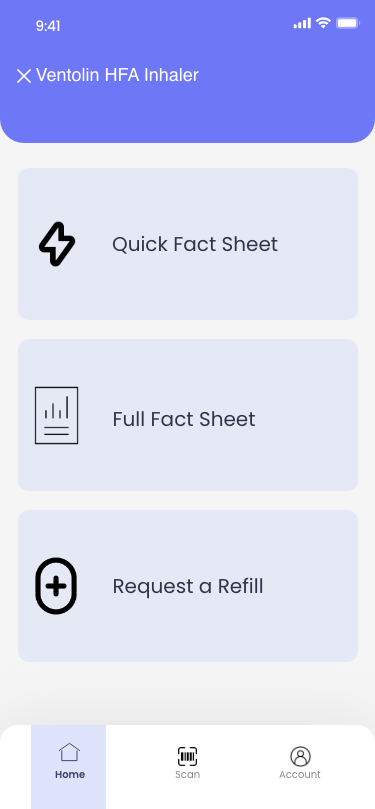 9:41
Ventolin HFA Inhaler
Quick Fact Sheet
Full Fact Sheet
Request a Refill
Home
Scan
Account